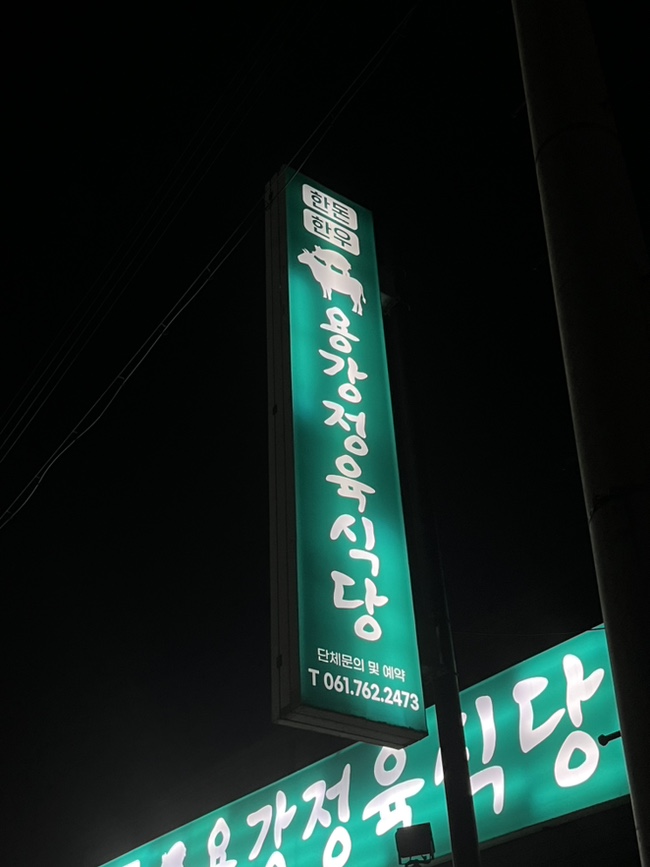 한돈
한우
용강정육식당
단체문의 및 예약
T 061.762.2473
용강정육식당